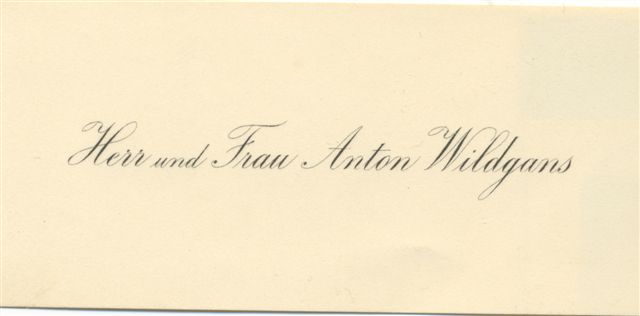 Herr und Frau Anton Wildgans